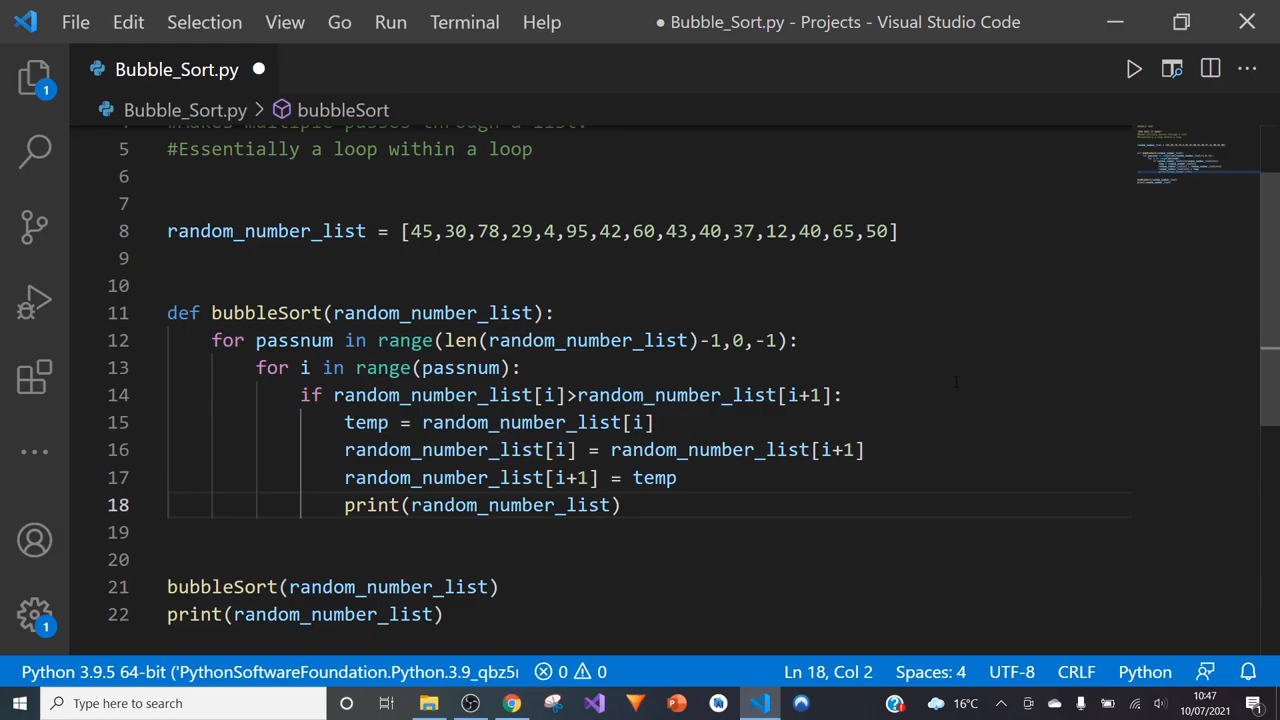 File Edit Selection View Go Run Terminal Help ● Bubble_Sort.py - Projects - Visual Studio Code
Bubble_Sort.py
Bubble_Sort.py > bubbleSort
5 #Essentially a loop within a loop
6
7
8 random_number_list = [45,30,78,29,4,95,42,60,43,40,37,12,40,65,50]
9
10
11 def bubbleSort(random_number_list):
12 for passnum in range(len(random_number_list)-1,0,-1):
13 for i in range(passnum):
14 if random_number_list[i]>random_number_list[i+1]:
15 temp = random_number_list[i]
16 random_number_list[i] = random_number_list[i+1]
17 random_number_list[i+1] = temp
18 print(random_number_list)
19
20
21 bubbleSort(random_number_list)
22 print(random_number_list)
1
1
Python 3.9.5 64-bit ('PythonSoftwareFoundation.Python.3.9_qbz5 0 0 Ln 18, Col 2 Spaces: 4 UTF-8 CRLF Python
Type here to search 16°C 10:47
10/07/2021 1